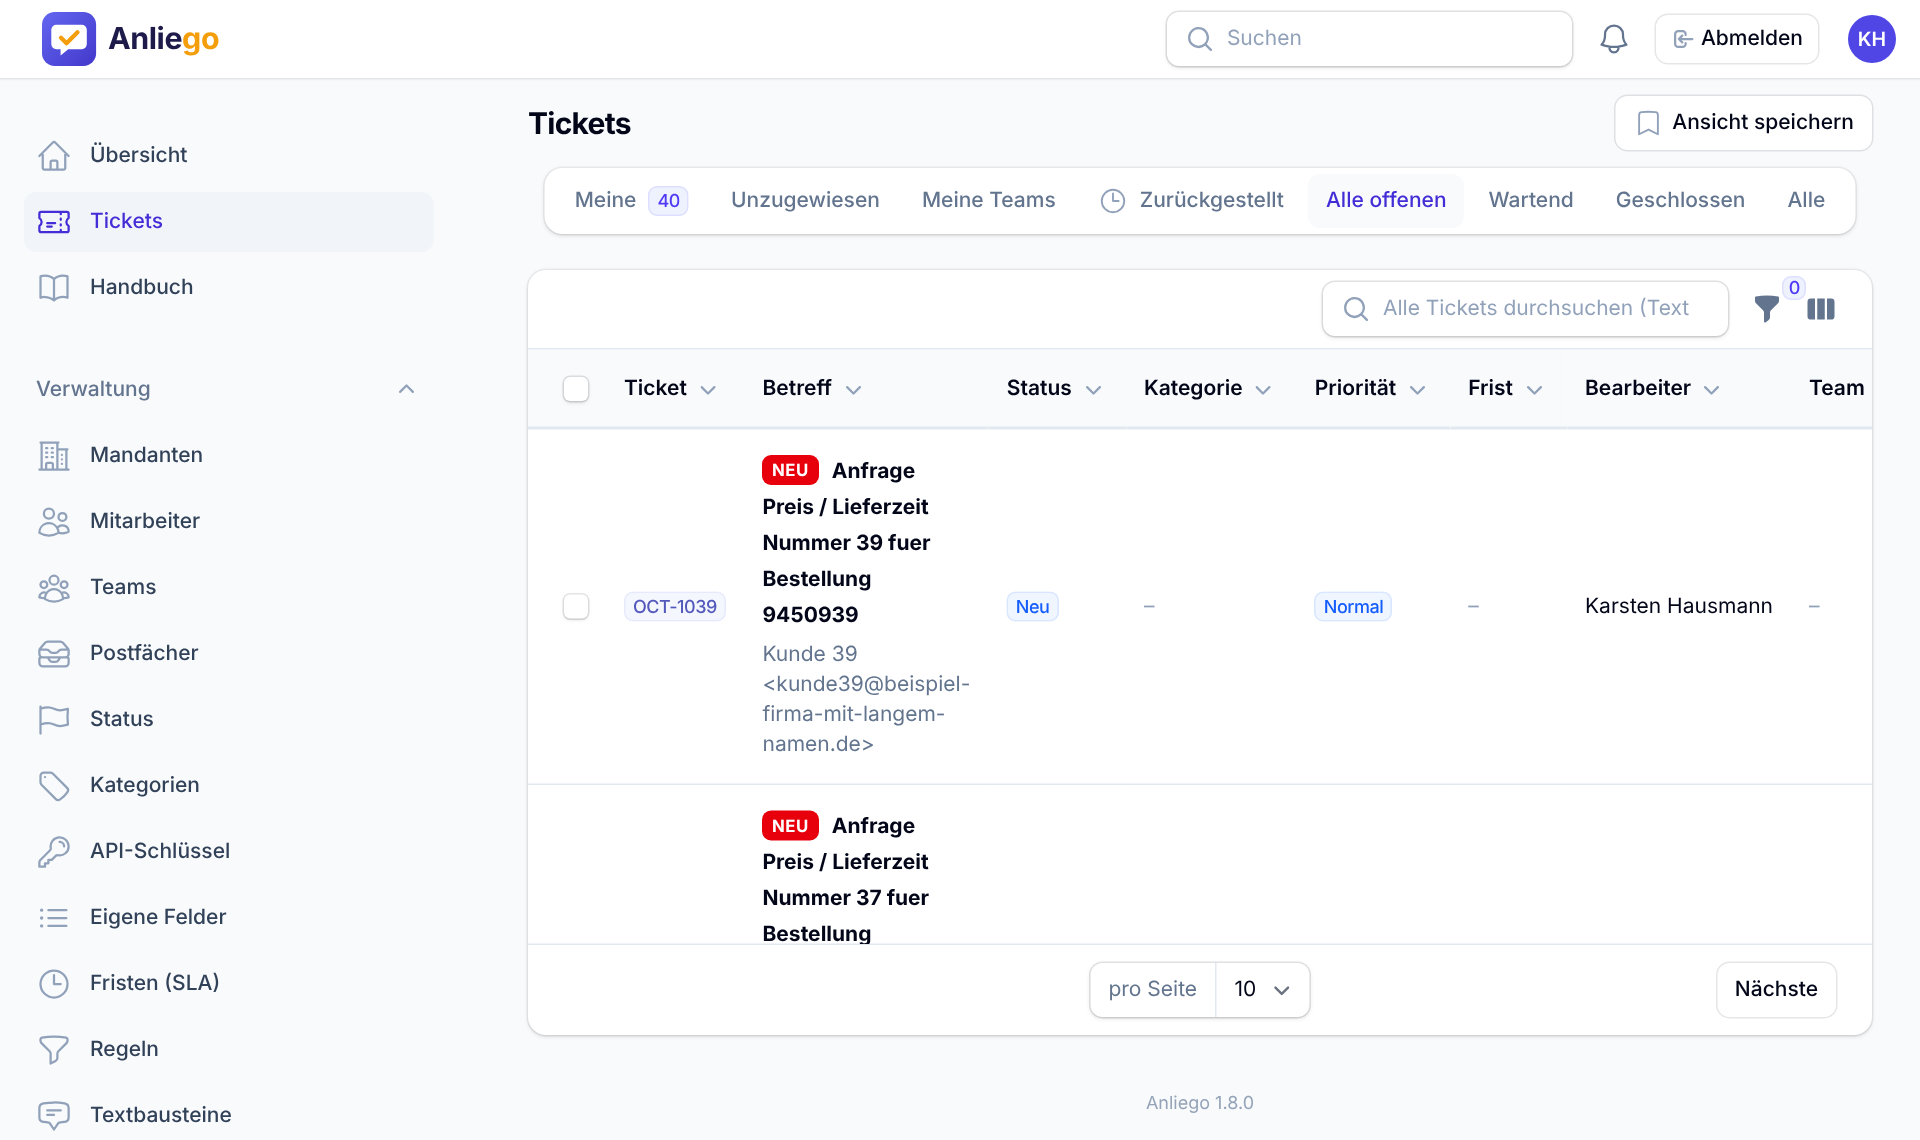 Anliego
Suchen
Abmelden
KH
Übersicht
Tickets
Handbuch
Verwaltung
Mandanten
Mitarbeiter
Teams
Postfächer
Status
Kategorien
API-Schlüssel
Eigene Felder
Fristen (SLA)
Regeln
Textbausteine
Tickets
Ansicht speichern
Meine 40 Unzugewiesen Meine Teams Zurückgestellt Alle offenen Wartend Geschlossen Alle
Alle Tickets durchsuchen (Text
0
Ticket Betreff Status Kategorie Priorität Frist Bearbeiter Team
NEU Anfrage
Preis / Lieferzeit
Nummer 39 fuer
Bestellung
9450939
Kunde 39
<kunde39@beispiel-
firma-mit-langem-
namen.de>
OCT-1039
Neu
–
Normal
–
Karsten Hausmann
–
NEU Anfrage
Preis / Lieferzeit
Nummer 37 fuer
Bestellung
pro Seite 10
Nächste
Anliego 1.8.0